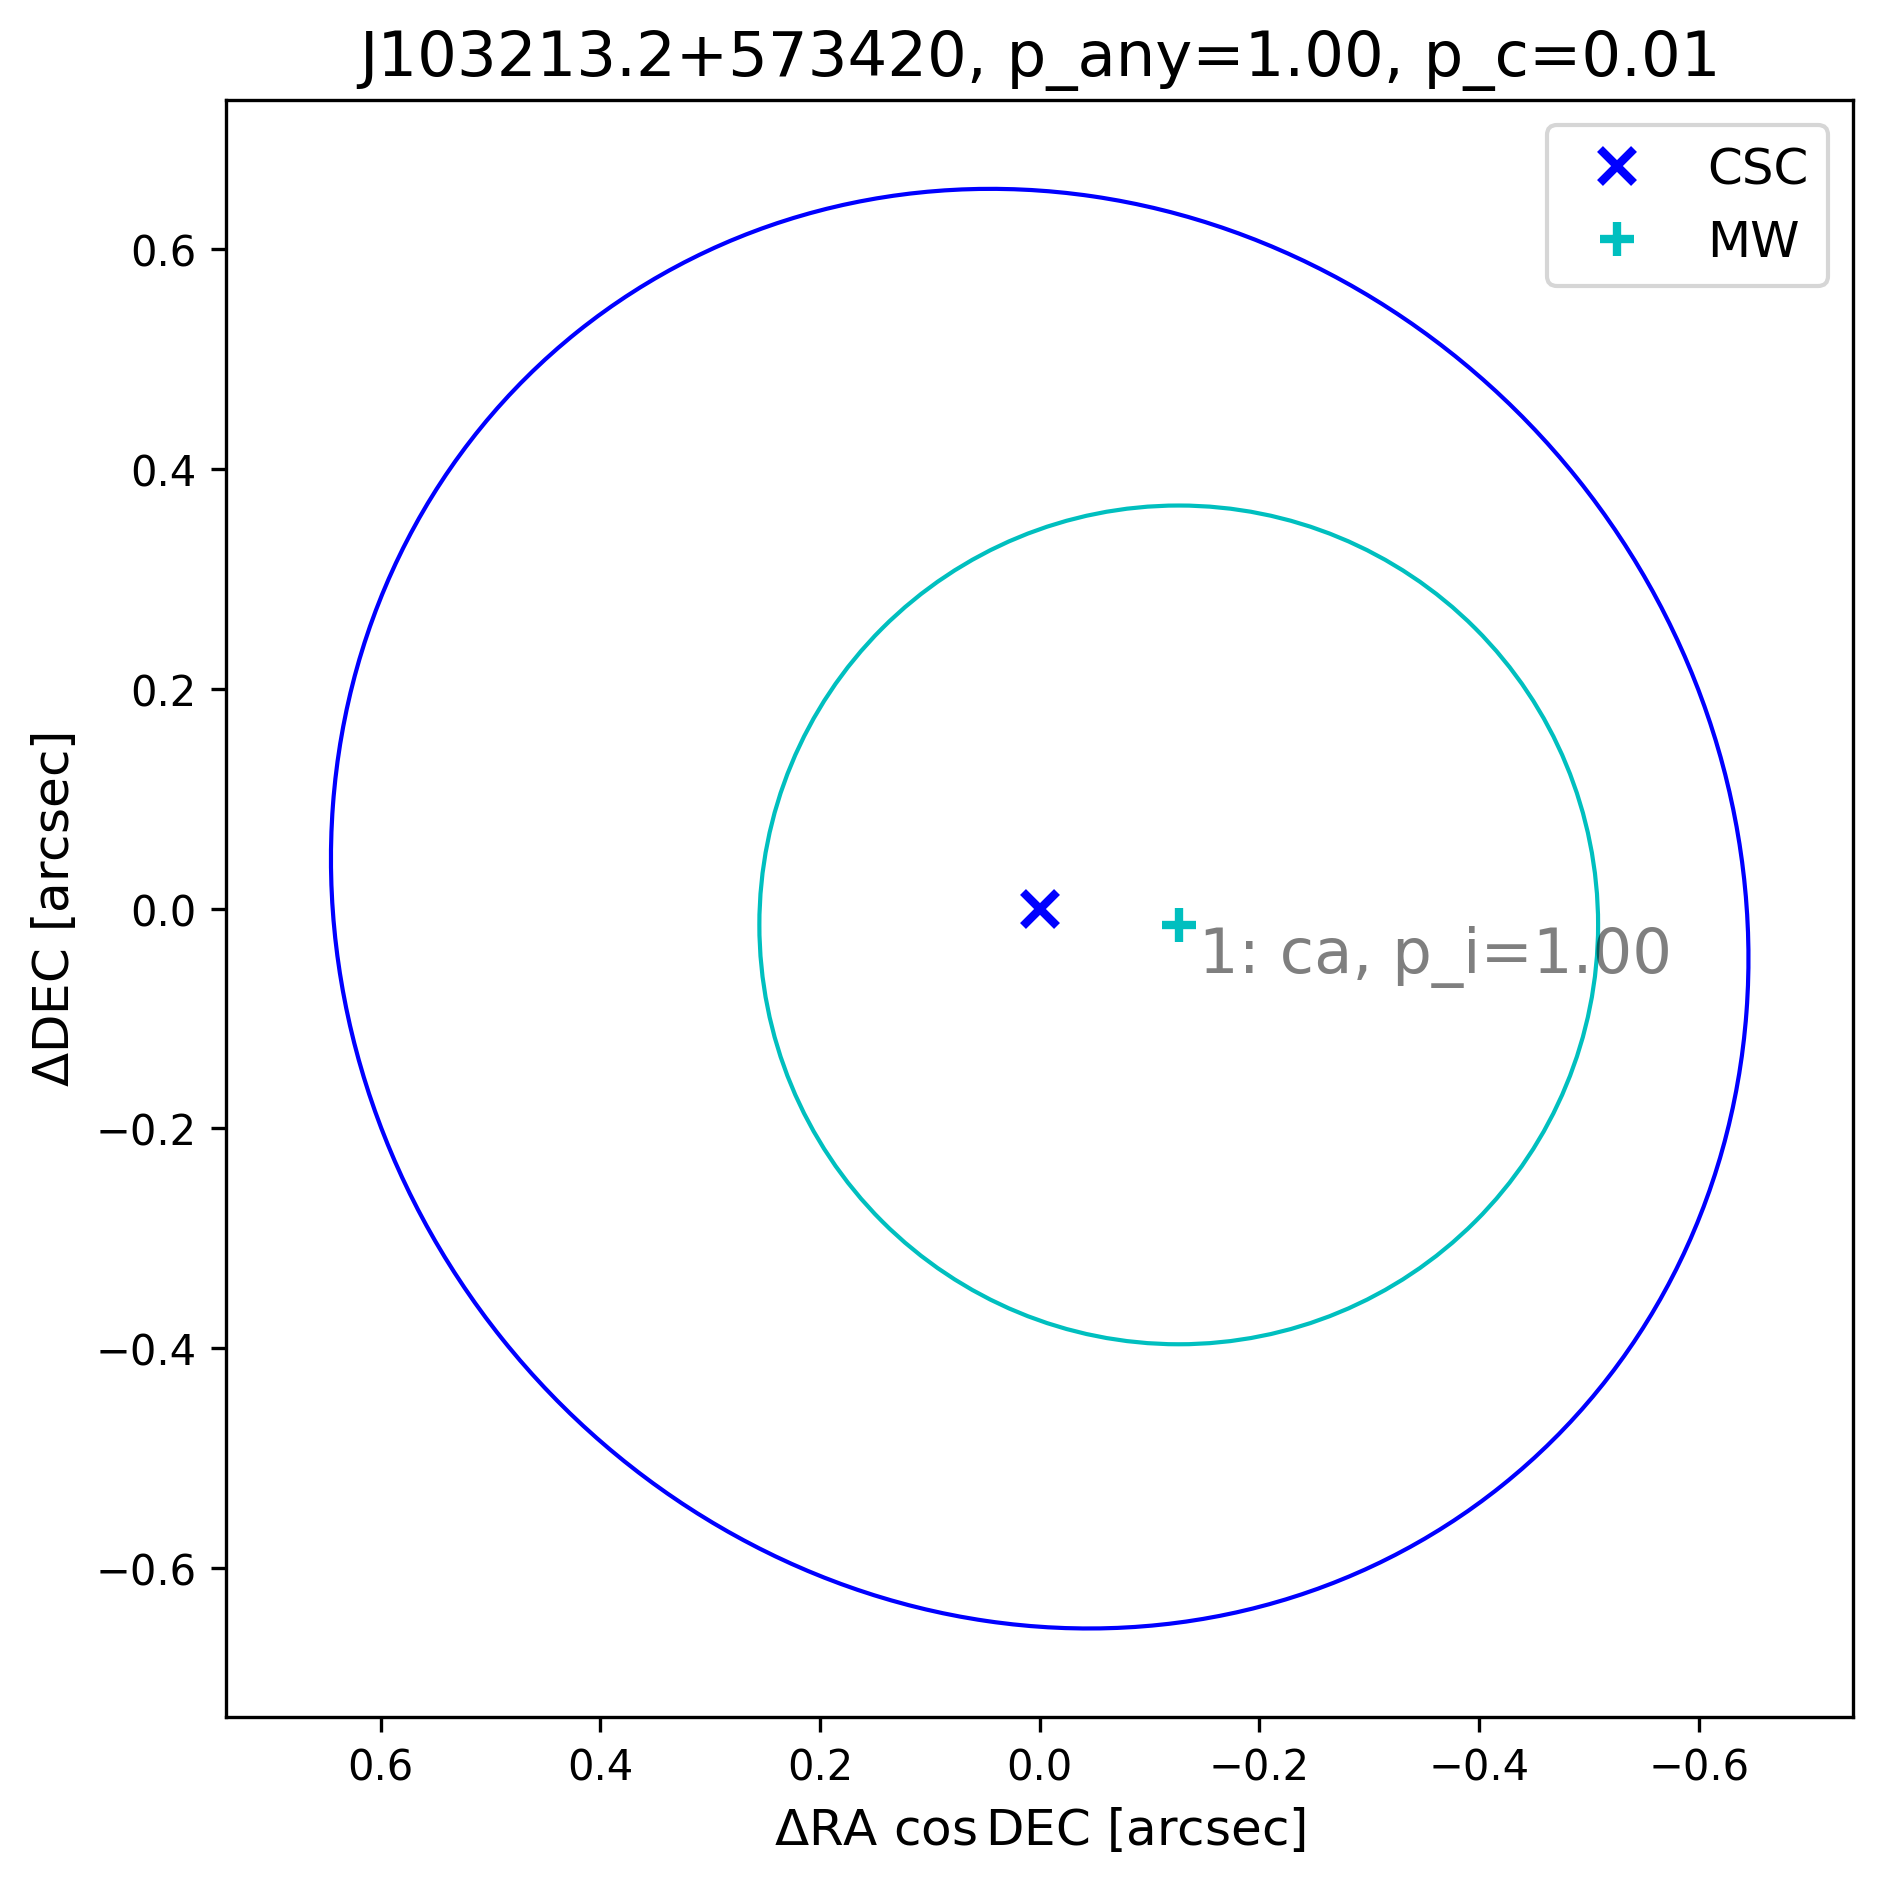 J103213.2+573420, p_any=1.00, p_c=0.01
CSC
MW
0.6
0.4
0.2
0.0
−0.2
−0.4
−0.6
ΔDEC [arcsec]
1: ca, p_i=1.00
0.6 0.4 0.2 0.0 −0.2 −0.4 −0.6
ΔRA cos DEC [arcsec]